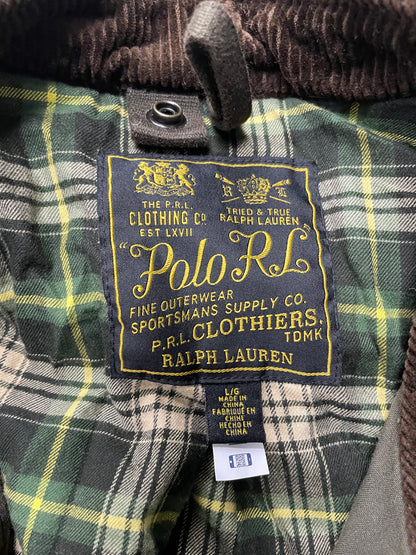 THE P.R.L.
CLOTHING CO
EST LXVII
R L
TRIED & TRUE
RALPH LAUREN
"Polo RL"
FINE OUTERWEAR
SPORTSMANS SUPPLY CO.
P.R.L. CLOTHIERS.
TDMK
RALPH LAUREN
L/G
MADE IN
CHINA
FABRIQUÉ EN
CHINE
HECHO EN
CHINA